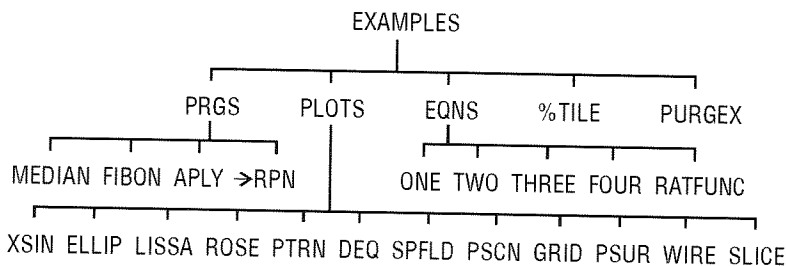 EXAMPLES
PRGS PLOTS EQNS %TILE PURGEX
MEDIAN FIBON APLY →RPN ONE TWO THREE FOUR RATFUNC
XSIN ELLIP LISSA ROSE PTRN DEQ SPFLD PSCN GRID PSUR WIRE SLICE